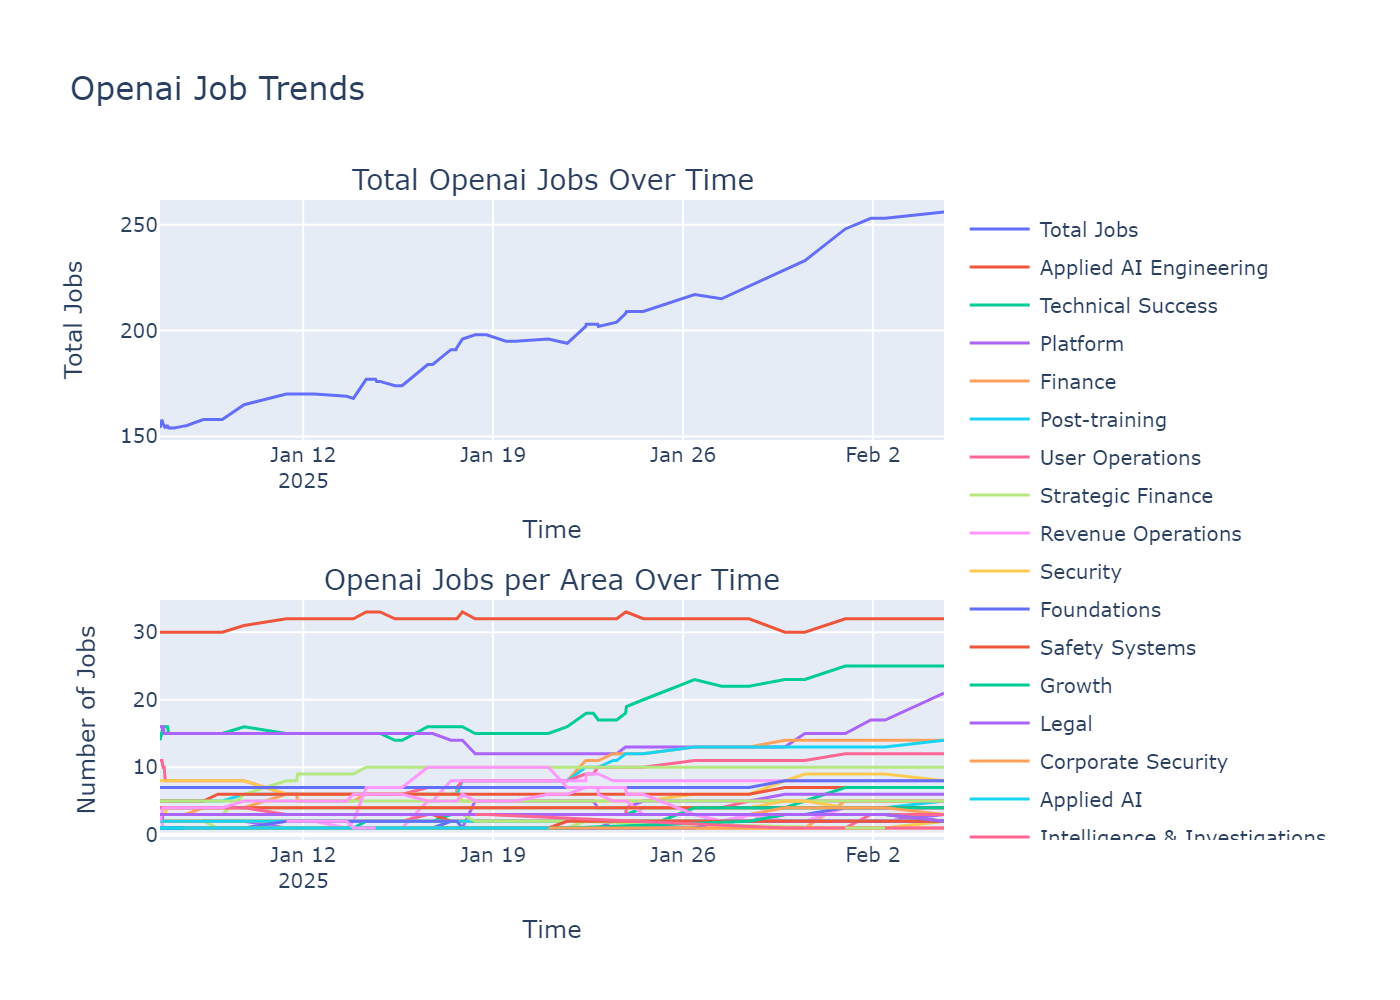 Openai Job Trends
Total Openai Jobs Over Time
Total Jobs
250
200
150
Jan 12
2025
Jan 19
Jan 26
Feb 2
Time
Openai Jobs per Area Over Time
Number of Jobs
30
20
10
0
Jan 12
2025
Jan 19
Jan 26
Feb 2
Time
Total Jobs
Applied AI Engineering
Technical Success
Platform
Finance
Post-training
User Operations
Strategic Finance
Revenue Operations
Security
Foundations
Safety Systems
Growth
Legal
Corporate Security
Applied AI
Intelligence & Investigations